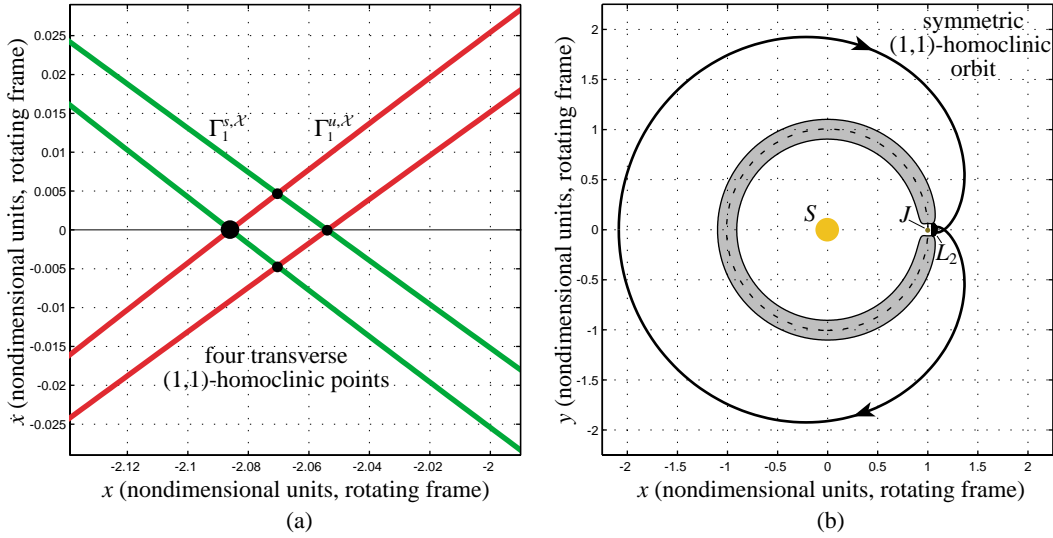 0.025
0.02
0.015
0.01
0.005
0
-0.005
-0.01
-0.015
-0.02
-0.025
-2.12 -2.1 -2.08 -2.06 -2.04 -2.02 -2
ẋ (nondimensional units, rotating frame)
x (nondimensional units, rotating frame)
Γ₁ˢ,ˣ Γ₁ᵘ,ˣ
four transverse
(1,1)-homoclinic points
(a)
2
1.5
1
0.5
0
-0.5
-1
-1.5
-2
-2 -1.5 -1 -0.5 0 0.5 1 1.5 2
y (nondimensional units, rotating frame)
x (nondimensional units, rotating frame)
symmetric
(1,1)-homoclinic
orbit
S
J
L₂
(b)